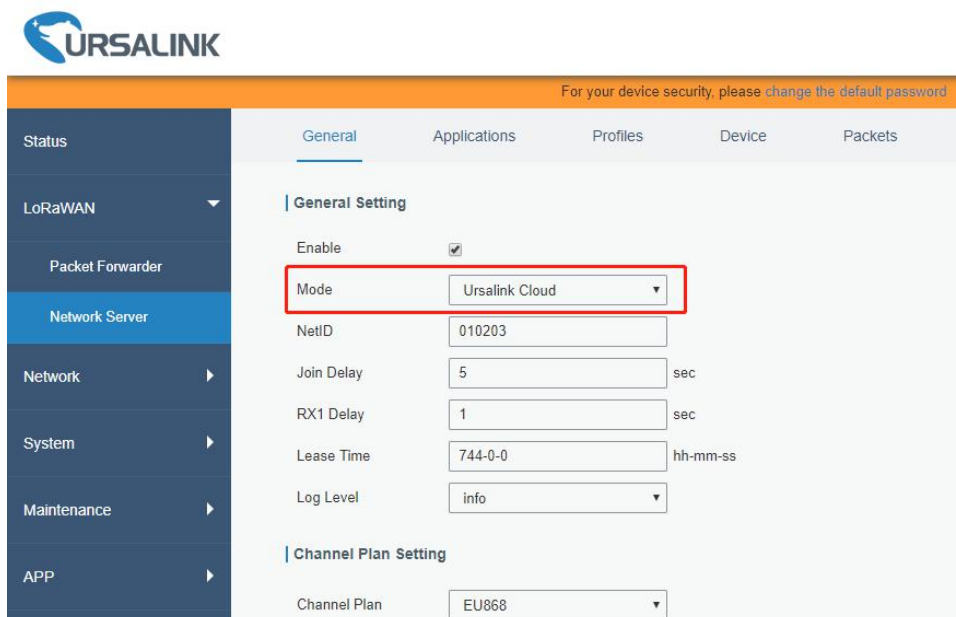 URSALINK
For your device security, please change the default password
Status
LoRaWAN
Packet Forwarder
Network Server
Network
System
Maintenance
APP
General Applications Profiles Device Packets
General Setting
Enable
Mode Ursalink Cloud
NetID 010203
Join Delay 5 sec
RX1 Delay 1 sec
Lease Time 744-0-0 hh-mm-ss
Log Level info
Channel Plan Setting
Channel Plan EU868